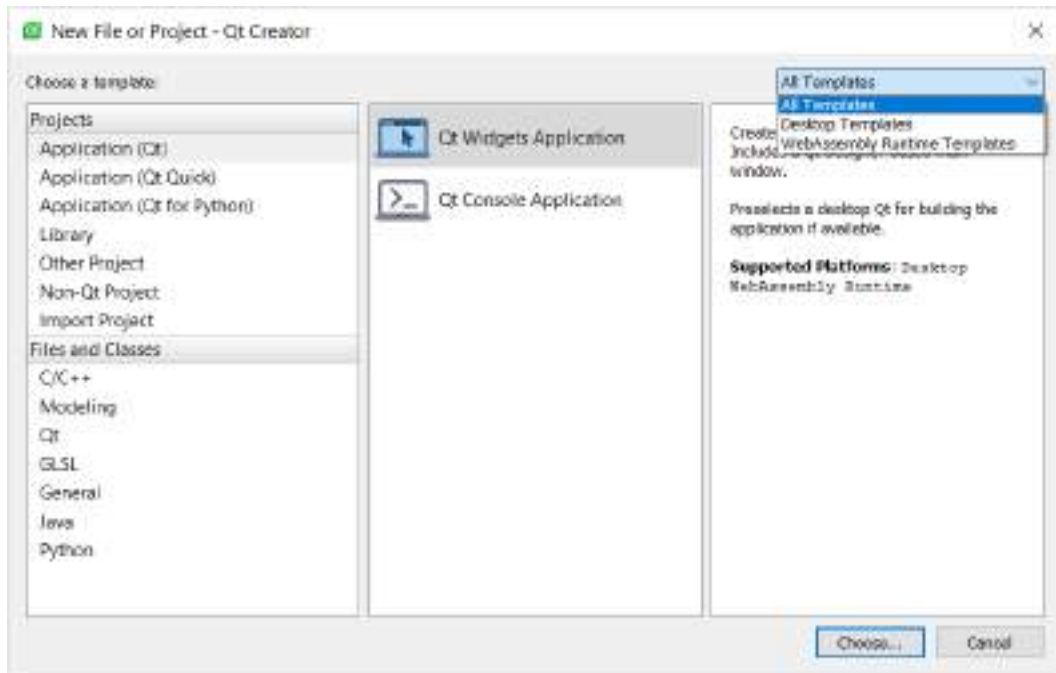 New File or Project - Qt Creator
Choose a template:
All Templates
All Templates
Desktop Templates
WebAssembly Runtime Templates
Projects
Application (Qt)
Application (Qt Quick)
Application (Qt for Python)
Library
Other Project
Non-Qt Project
Import Project
Files and Classes
C/C++
Modeling
Qt
GLSL
General
Java
Python
Qt Widgets Application
Qt Console Application
Create
window.
Preselects a desktop Qt for building the
application if available.
Supported Platforms: Desktop
WebAssembly Runtime
Choose...
Cancel